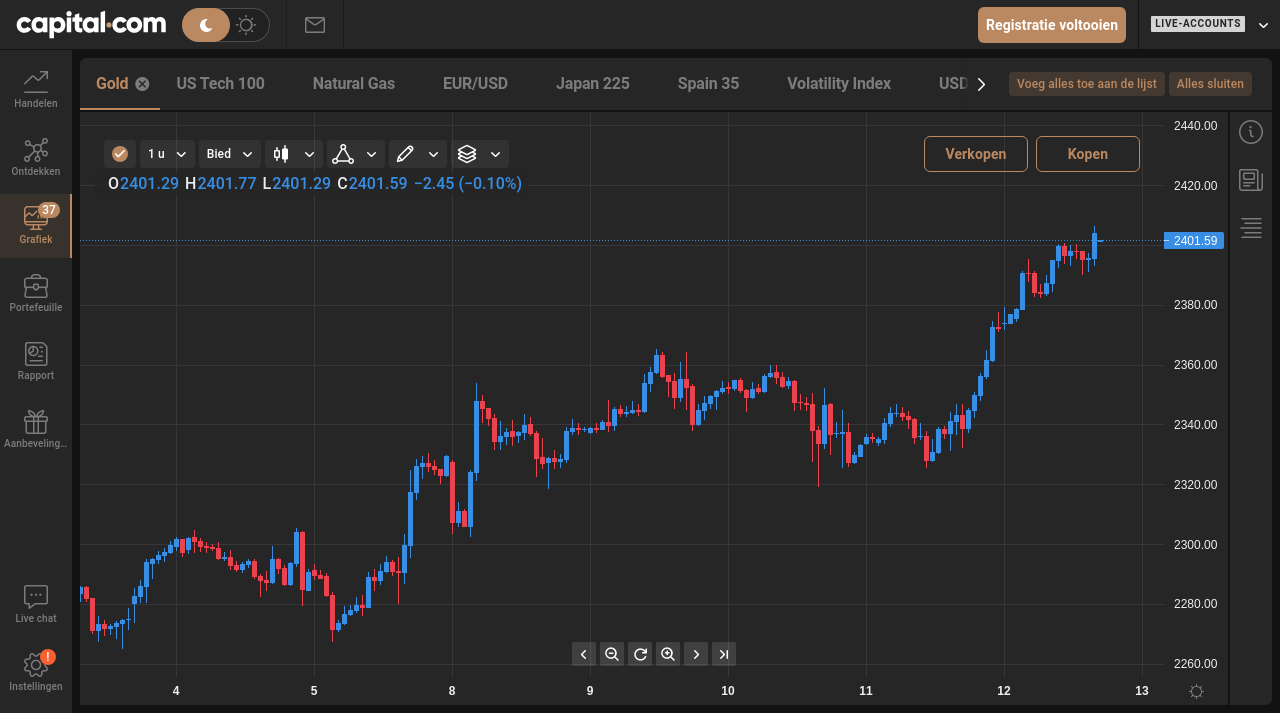 capital.com
Registratie voltooien
LIVE-ACCOUNTS
Handelen
Ontdekken
37
Grafiek
Portefeuille
Rapport
Aanbeveling...
Live chat
!
Instellingen
Gold
US Tech 100
Natural Gas
EUR/USD
Japan 225
Spain 35
Volatility Index
USD
Voeg alles toe aan de lijst
Alles sluiten
1 u
Bied
Verkopen
Kopen
O2401.29 H2401.77 L2401.29 C2401.59 −2.45 (−0.10%)
2440.00
2420.00
2401.59
2380.00
2360.00
2340.00
2320.00
2300.00
2280.00
2260.00
4 5 8 9 10 11 12 13